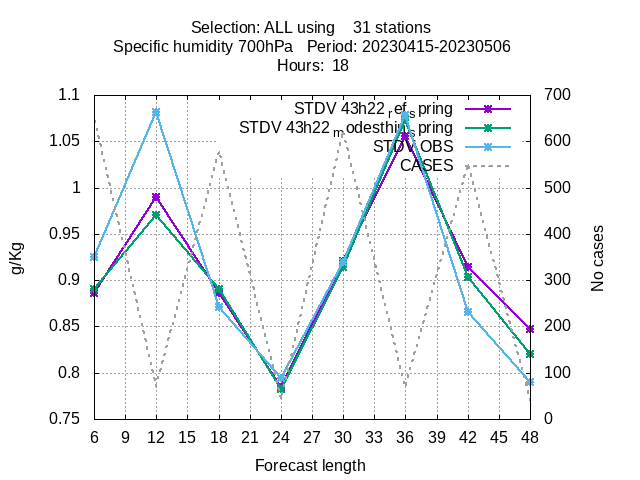 Selection: ALL using    31 stations
Specific humidity 700hPa   Period: 20230415-20230506
Hours:  18
1.1
1.05
1
0.95
0.9
0.85
0.8
0.75
700
600
500
400
300
200
100
0
6 9 12 15 18 21 24 27 30 33 36 39 42 45 48
g/Kg
No cases
Forecast length
STDV 43h22_ref_spring
STDV 43h22_modesthigh_spring
STDV OBS
CASES